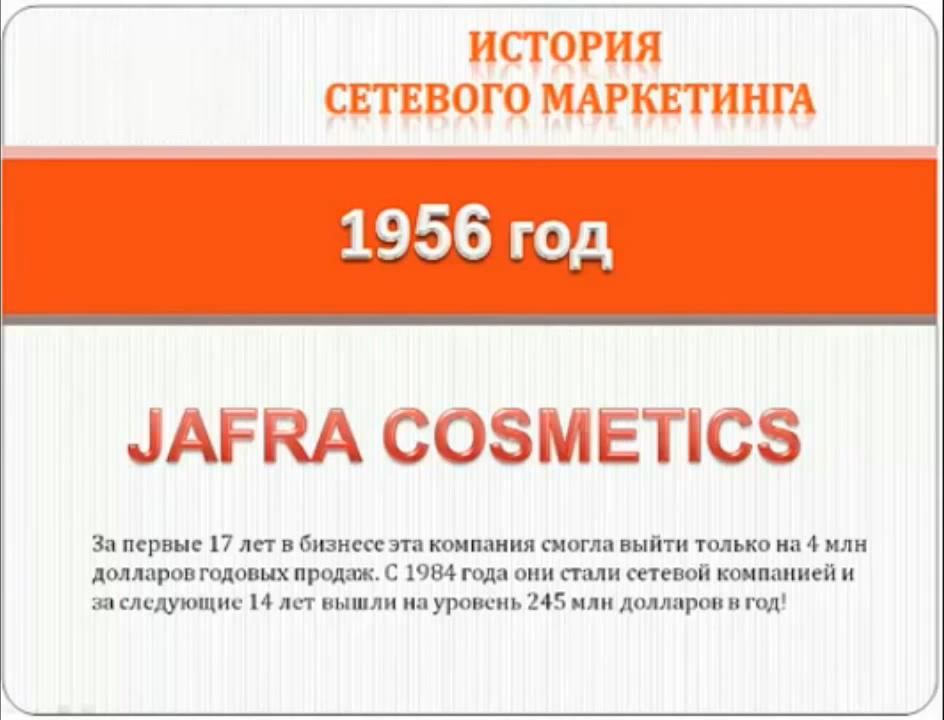 ИСТОРИЯ
СЕТЕВОГО МАРКЕТИНГА
1956 год
JAFRA COSMETICS
За первые 17 лет в бизнесе эта компания смогла выйти только на 4 млн
долларов годовых продаж. С 1984 года они стали сетевой компанией и
за следующие 14 лет вышли на уровень 245 млн долларов в год!